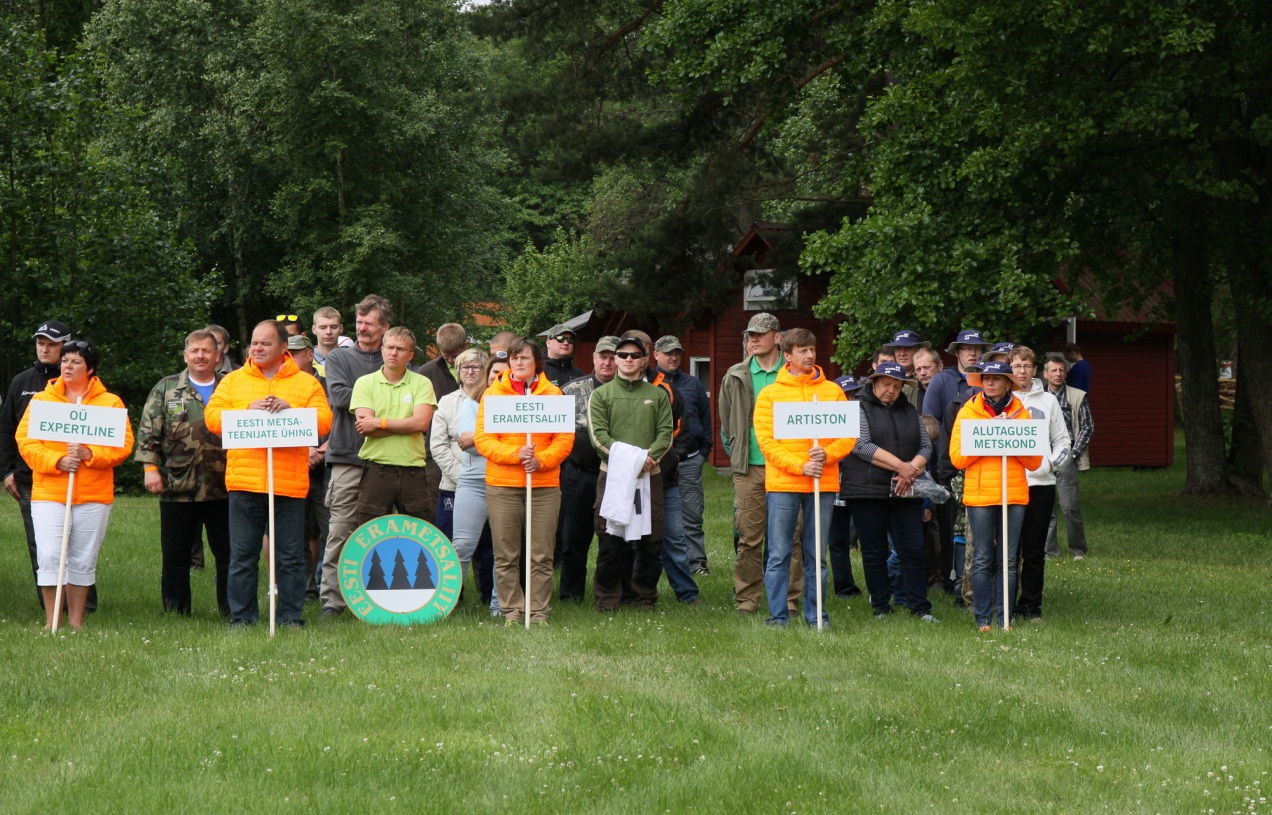 OÜ
EXPERTLINE
EESTI METSA-
TEENIJATE ÜHING
EESTI ERAMETSALIIT
EESTI
ERAMETSALIIT
ARTISTON
ALUTAGUSE
METSKOND